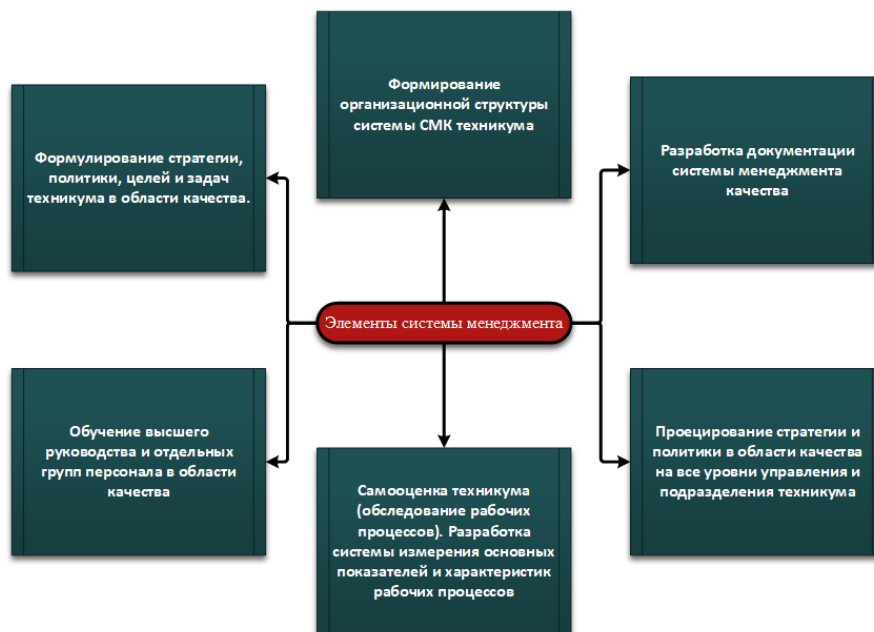 Формирование
организационной структуры
системы СМК техникума
Формулирование стратегии,
политики, целей и задач
техникума в области качества.
Разработка документации
системы менеджмента
качества
Элементы системы менеджмента
Обучение высшего
руководства и отдельных
групп персонала в области
качества
Самооценка техникума
(обследование рабочих
процессов). Разработка
системы измерения основных
показателей и характеристик
рабочих процессов
Проецирование стратегии и
политики в области качества
на все уровни управления и
подразделения техникума